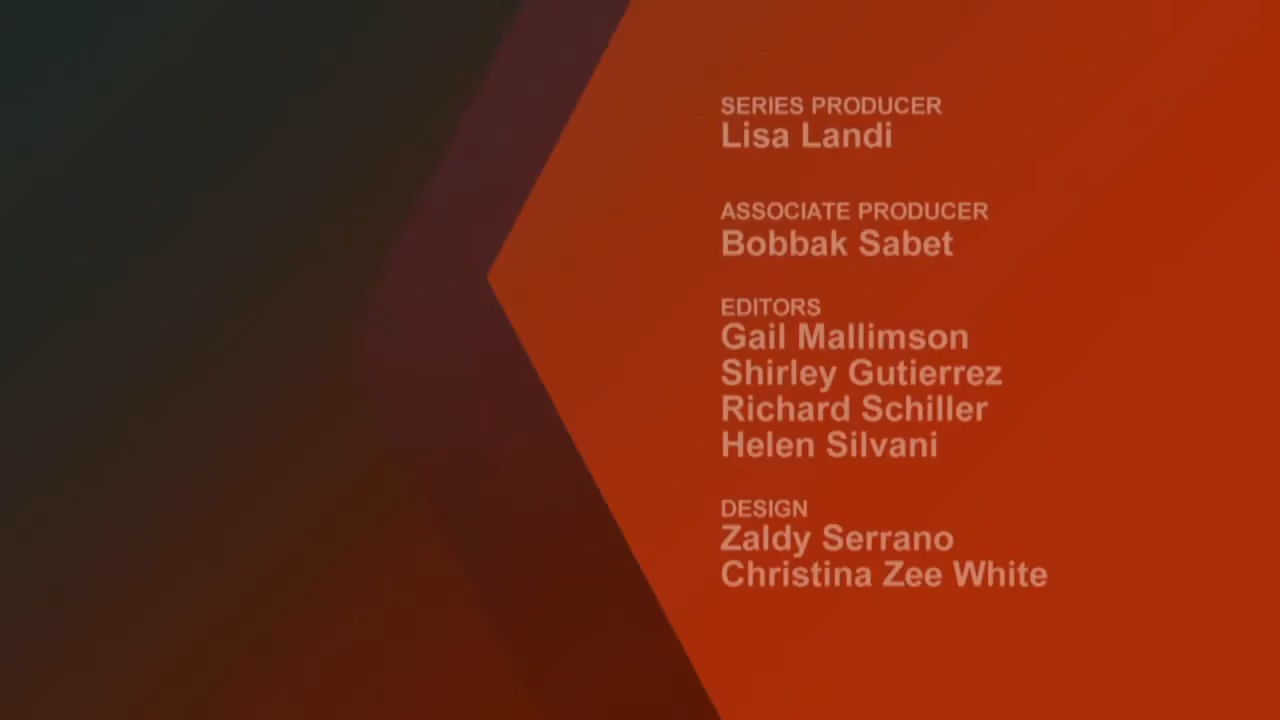 SERIES PRODUCER
Lisa Landi
ASSOCIATE PRODUCER
Bobbak Sabet
EDITORS
Gail Mallimson
Shirley Gutierrez
Richard Schiller
Helen Silvani
DESIGN
Zaldy Serrano
Christina Zee White